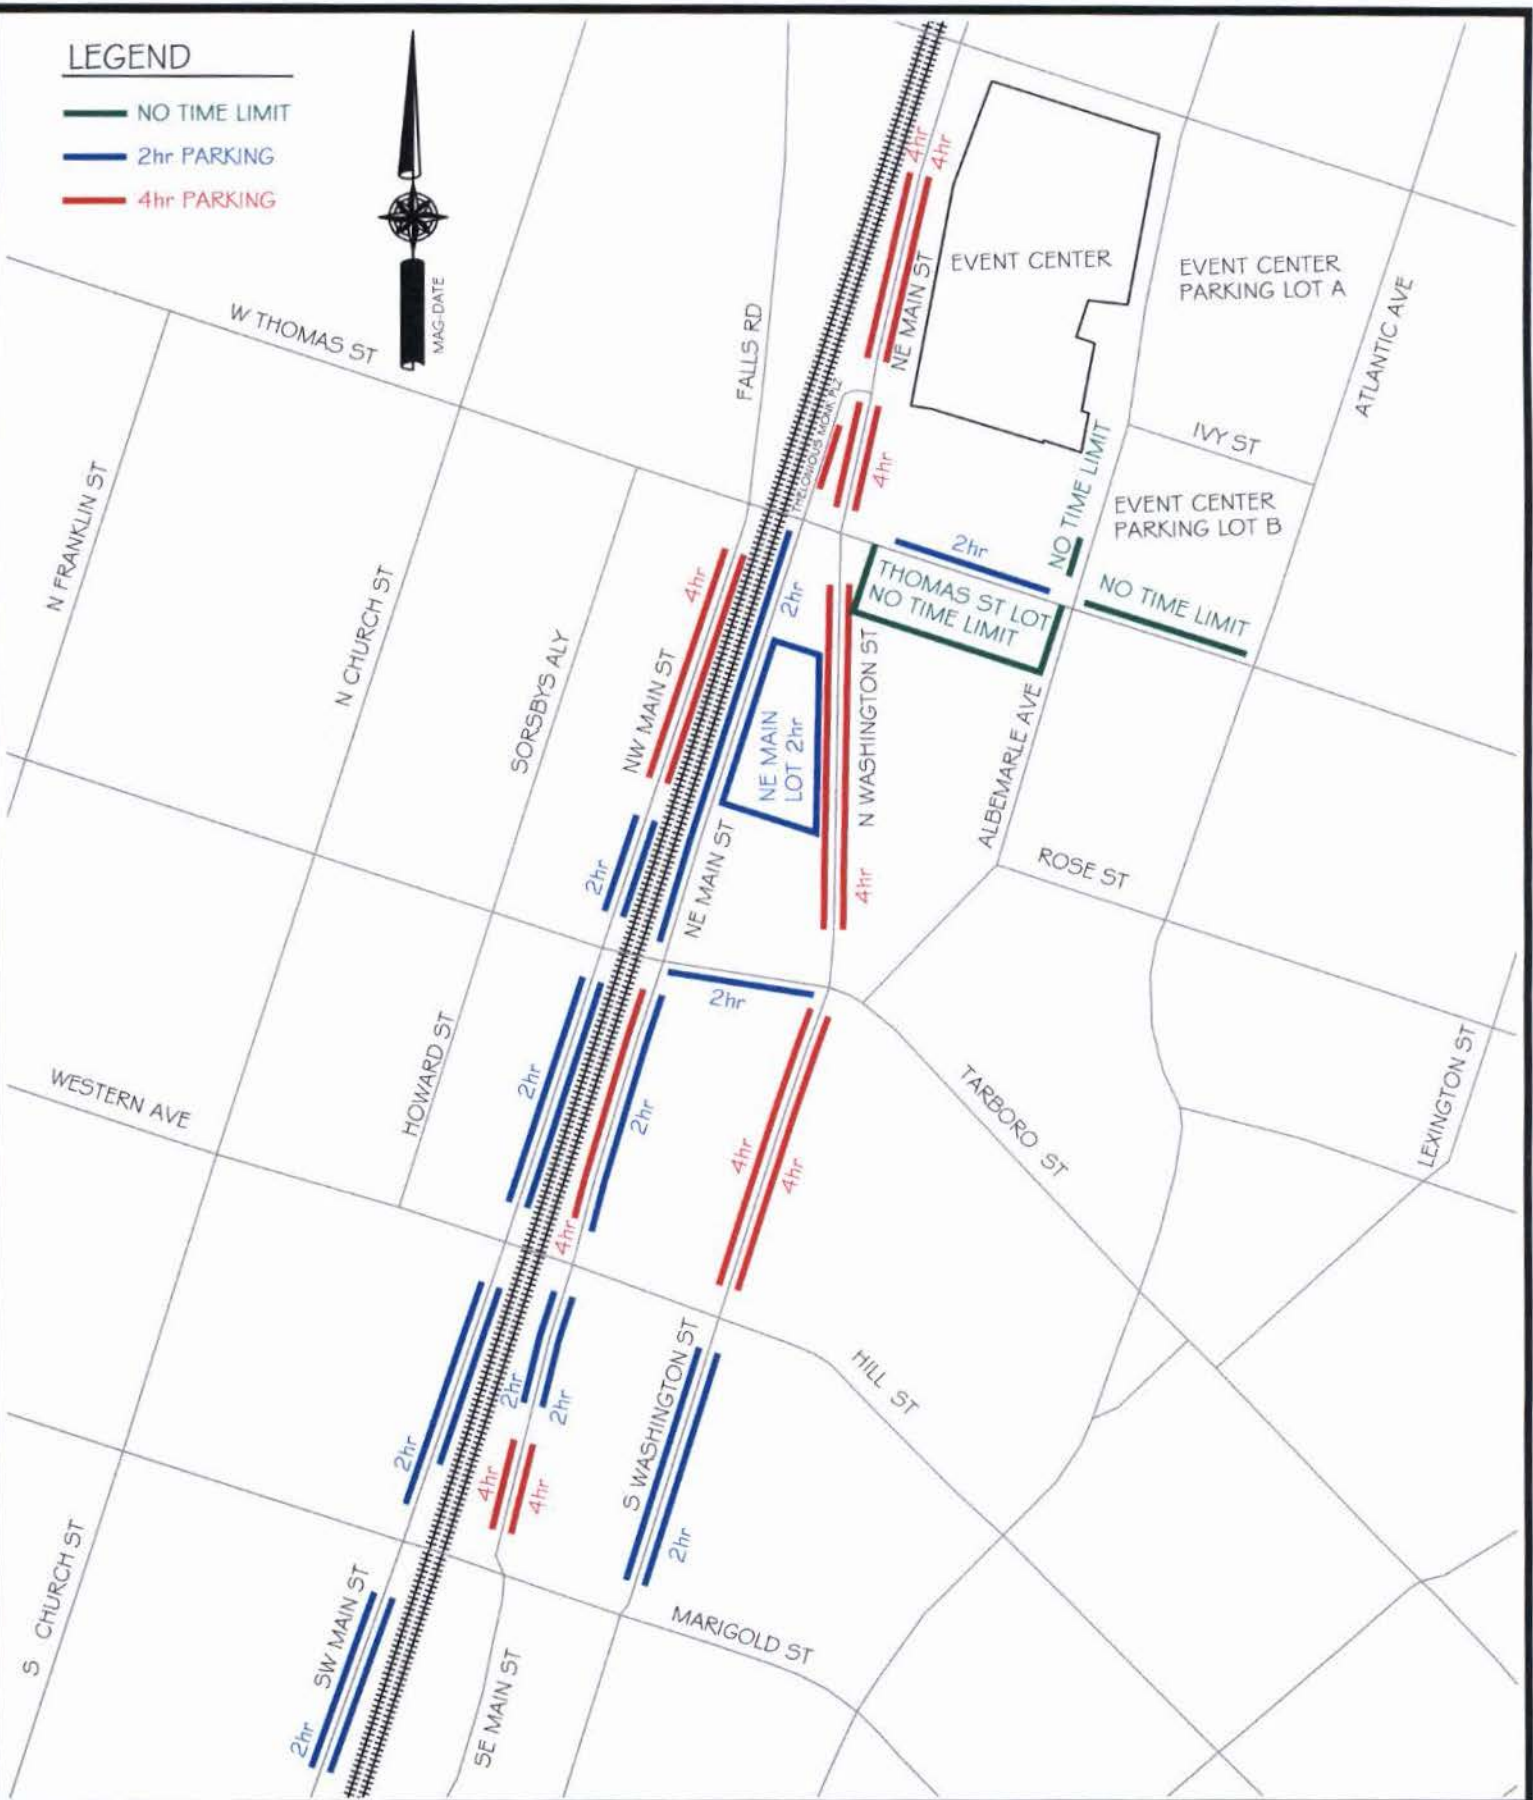 LEGEND
NO TIME LIMIT
2hr PARKING
4hr PARKING
MAG-DATE
4hr
4hr
EVENT CENTER
EVENT CENTER
PARKING LOT A
NE MAIN ST
ATLANTIC AVE
W THOMAS ST
FALLS RD
THELONIOUS MONK PLZ
IVY ST
4hr
NO TIME LIMIT
EVENT CENTER
PARKING LOT B
N FRANKLIN ST
N CHURCH ST
SORSBYS ALY
4hr
NW MAIN ST
2hr
2hr
THOMAS ST LOT
NO TIME LIMIT
NO TIME LIMIT
NE MAIN
LOT 2hr
N WASHINGTON ST
ALBEMARLE AVE
ROSE ST
2hr
NE MAIN ST
4hr
2hr
WESTERN AVE
HOWARD ST
2hr
2hr
4hr
4hr
4hr
TARBORO ST
LEXINGTON ST
2hr
2hr
2hr
S WASHINGTON ST
HILL ST
4hr
4hr
2hr
S CHURCH ST
SW MAIN ST
2hr
SE MAIN ST
MARIGOLD ST